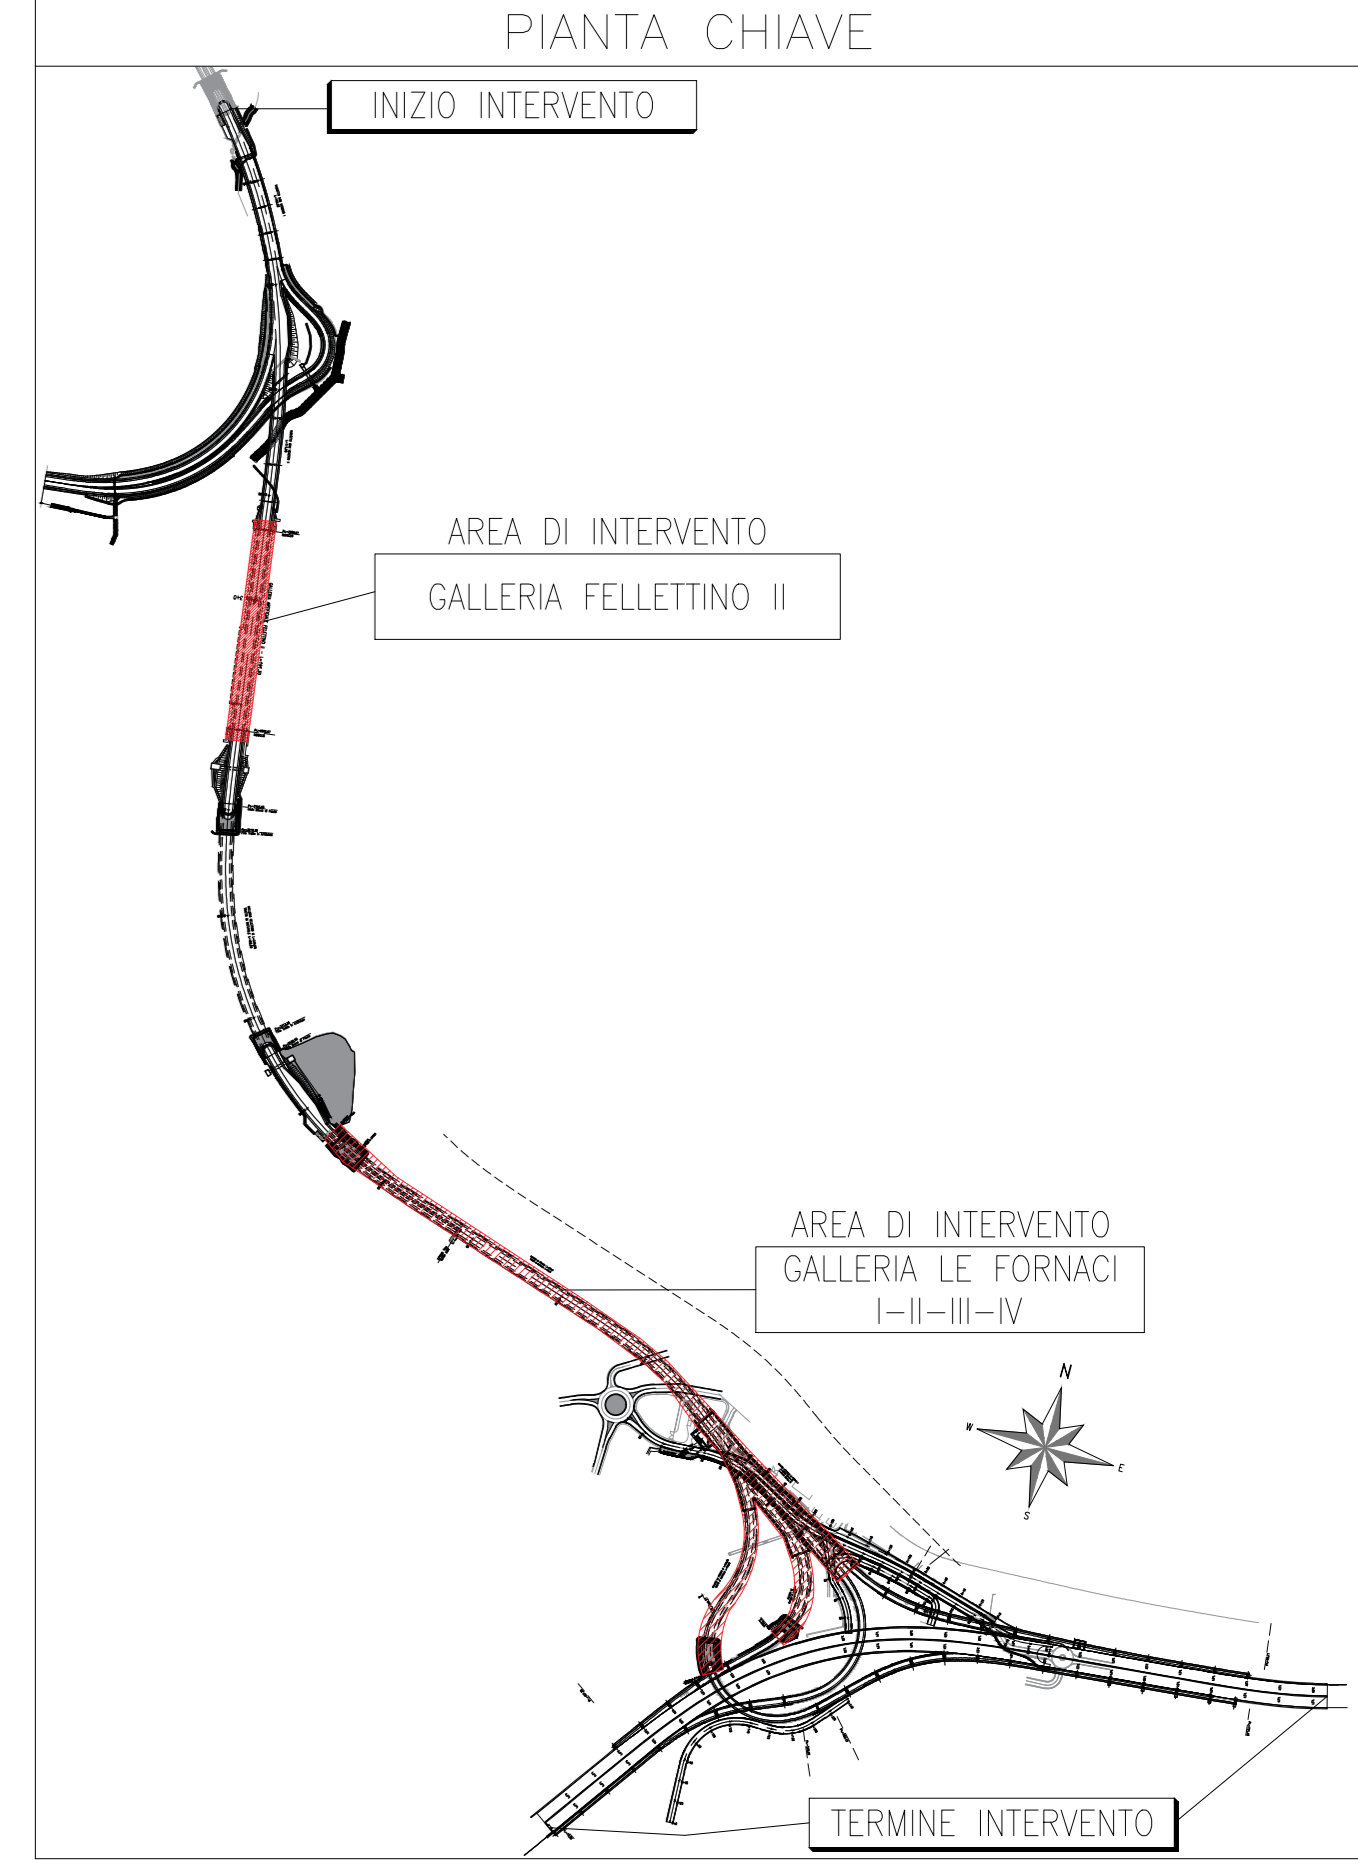 PIANTA CHIAVE
INIZIO INTERVENTO
AREA DI INTERVENTO
GALLERIA FELLETTINO II
AREA DI INTERVENTO
GALLERIA LE FORNACI
I-II-III-IV
N
W
E
S
TERMINE INTERVENTO